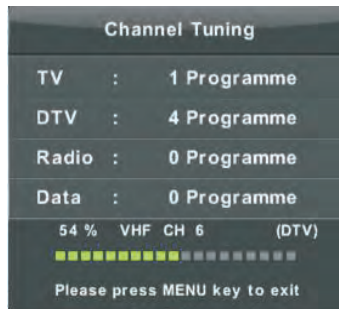 Channel Tuning
TV : 1 Programme
DTV : 4 Programme
Radio : 0 Programme
Data : 0 Programme
54 % VHF CH 6 (DTV)
Please press MENU key to exit